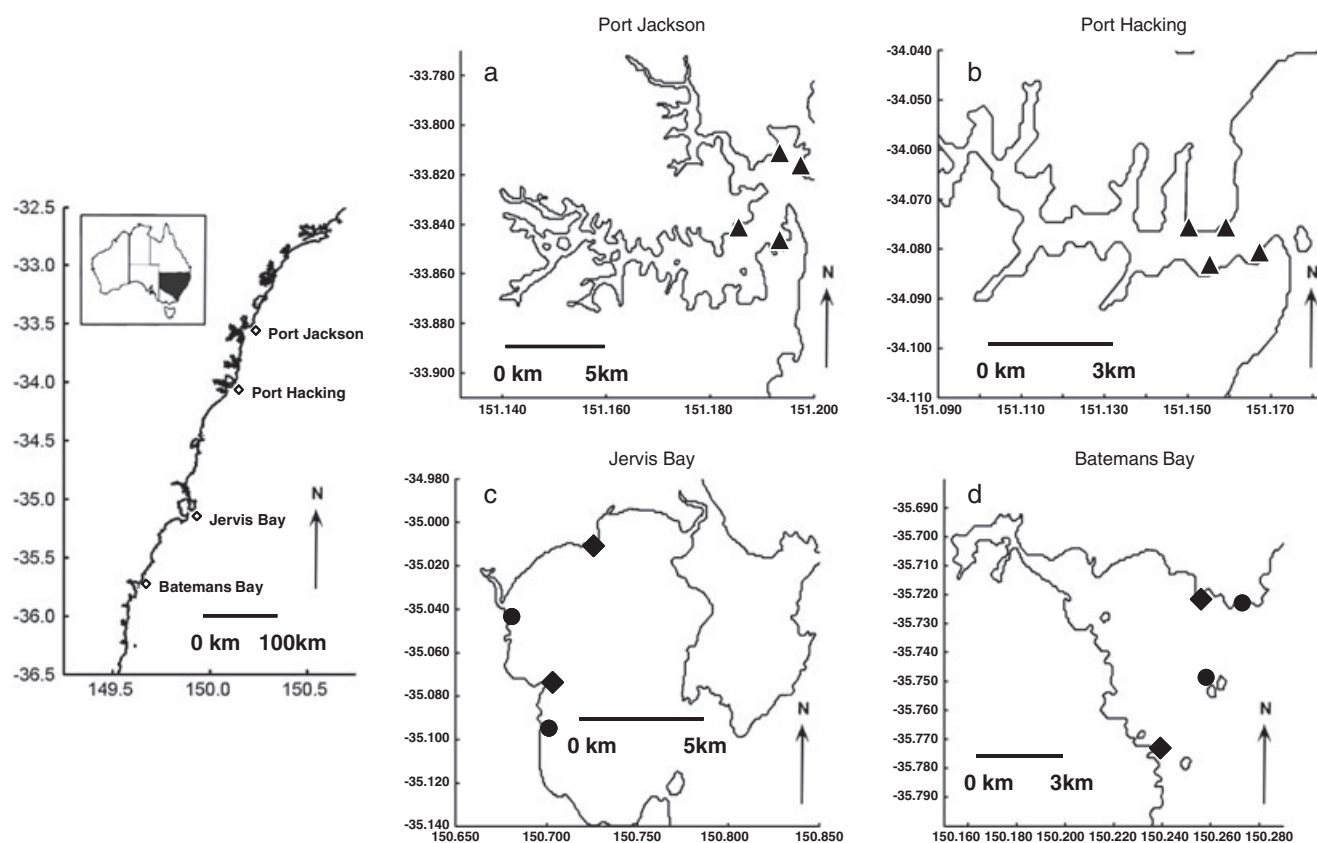 -32.5
-33.0
-33.5
-34.0
-34.5
-35.0
-35.5
-36.0
-36.5
149.5 150.0 150.5
Port Jackson
Port Hacking
Jervis Bay
Batemans Bay
N
0 km 100km
Port Jackson
a
-33.780
-33.800
-33.820
-33.840
-33.860
-33.880
-33.900
151.140 151.160 151.180 151.200
N
0 km 5km
Port Hacking
b
-34.040
-34.050
-34.060
-34.070
-34.080
-34.090
-34.100
-34.110
151.090 151.110 151.130 151.150 151.170
N
0 km 3km
Jervis Bay
c
-34.980
-35.000
-35.020
-35.040
-35.060
-35.080
-35.100
-35.120
-35.140
150.650 150.700 150.750 150.800 150.850
N
0 km 5km
Batemans Bay
d
-35.690
-35.700
-35.710
-35.720
-35.730
-35.740
-35.750
-35.760
-35.770
-35.780
-35.790
150.160 150.180 150.200 150.220 150.240 150.260 150.280
N
0 km 3km